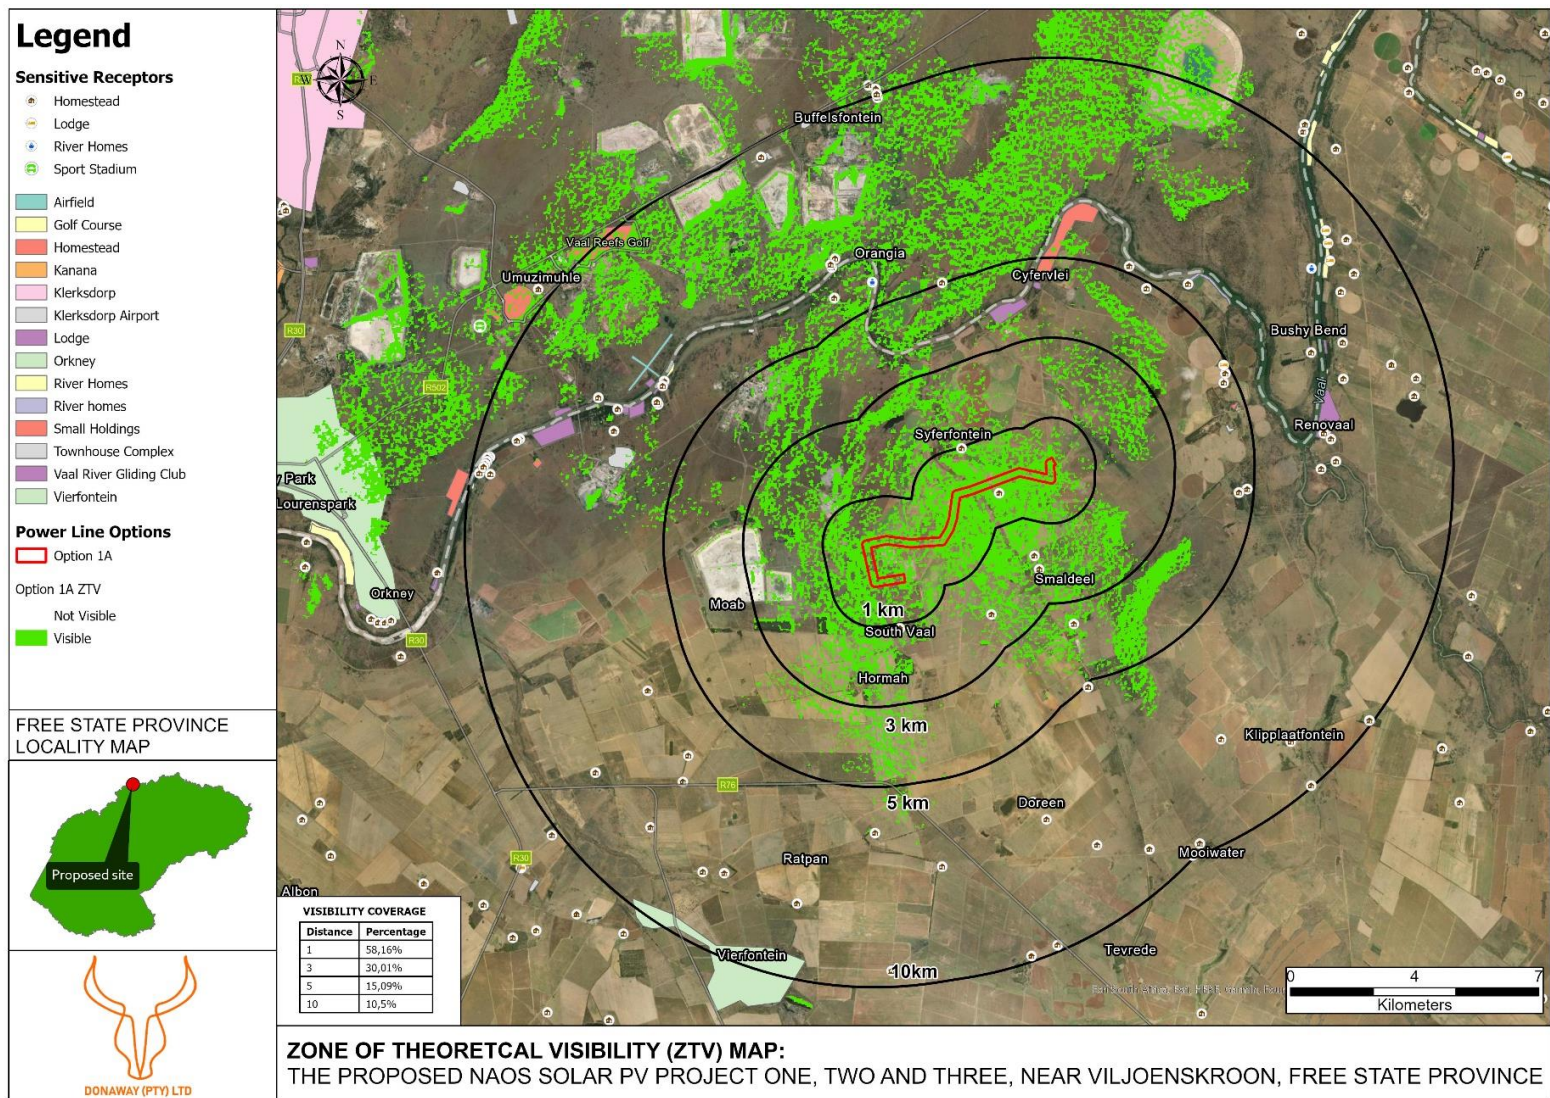 Legend
Sensitive Receptors
Homestead
Lodge
River Homes
Sport Stadium
Airfield
Golf Course
Homestead
Kanana
Klerksdorp
Klerksdorp Airport
Lodge
Orkney
River Homes
River homes
Small Holdings
Townhouse Complex
Vaal River Gliding Club
Vierfontein
Power Line Options
Option 1A
Option 1A ZTV
Not Visible
Visible
FREE STATE PROVINCE
LOCALITY MAP
Proposed site
DONAWAY (PTY) LTD
N
W
E
S
Buffelsfontein
Vaal Reefs Golf
Umuzimuhle
Orangia
Cyfervlei
R30
R502
Bushy Bend
Vaal
Renovaal
Syferfontein
y Park
Lourenspark
Orkney
R30
Moab
Smaldeel
1 km
South Vaal
Hormah
3 km
Klipplaatfontein
R76
5 km
Doreen
R30
Ratpan
Mooiwater
Albon
Vierfontein
10km
Tevrede
VISIBILITY COVERAGE
Distance Percentage
1 58,16%
3 30,01%
5 15,09%
10 10,5%
0 4 7
Kilometers
ZONE OF THEORETCAL VISIBILITY (ZTV) MAP:
THE PROPOSED NAOS SOLAR PV PROJECT ONE, TWO AND THREE, NEAR VILJOENSKROON, FREE STATE PROVINCE